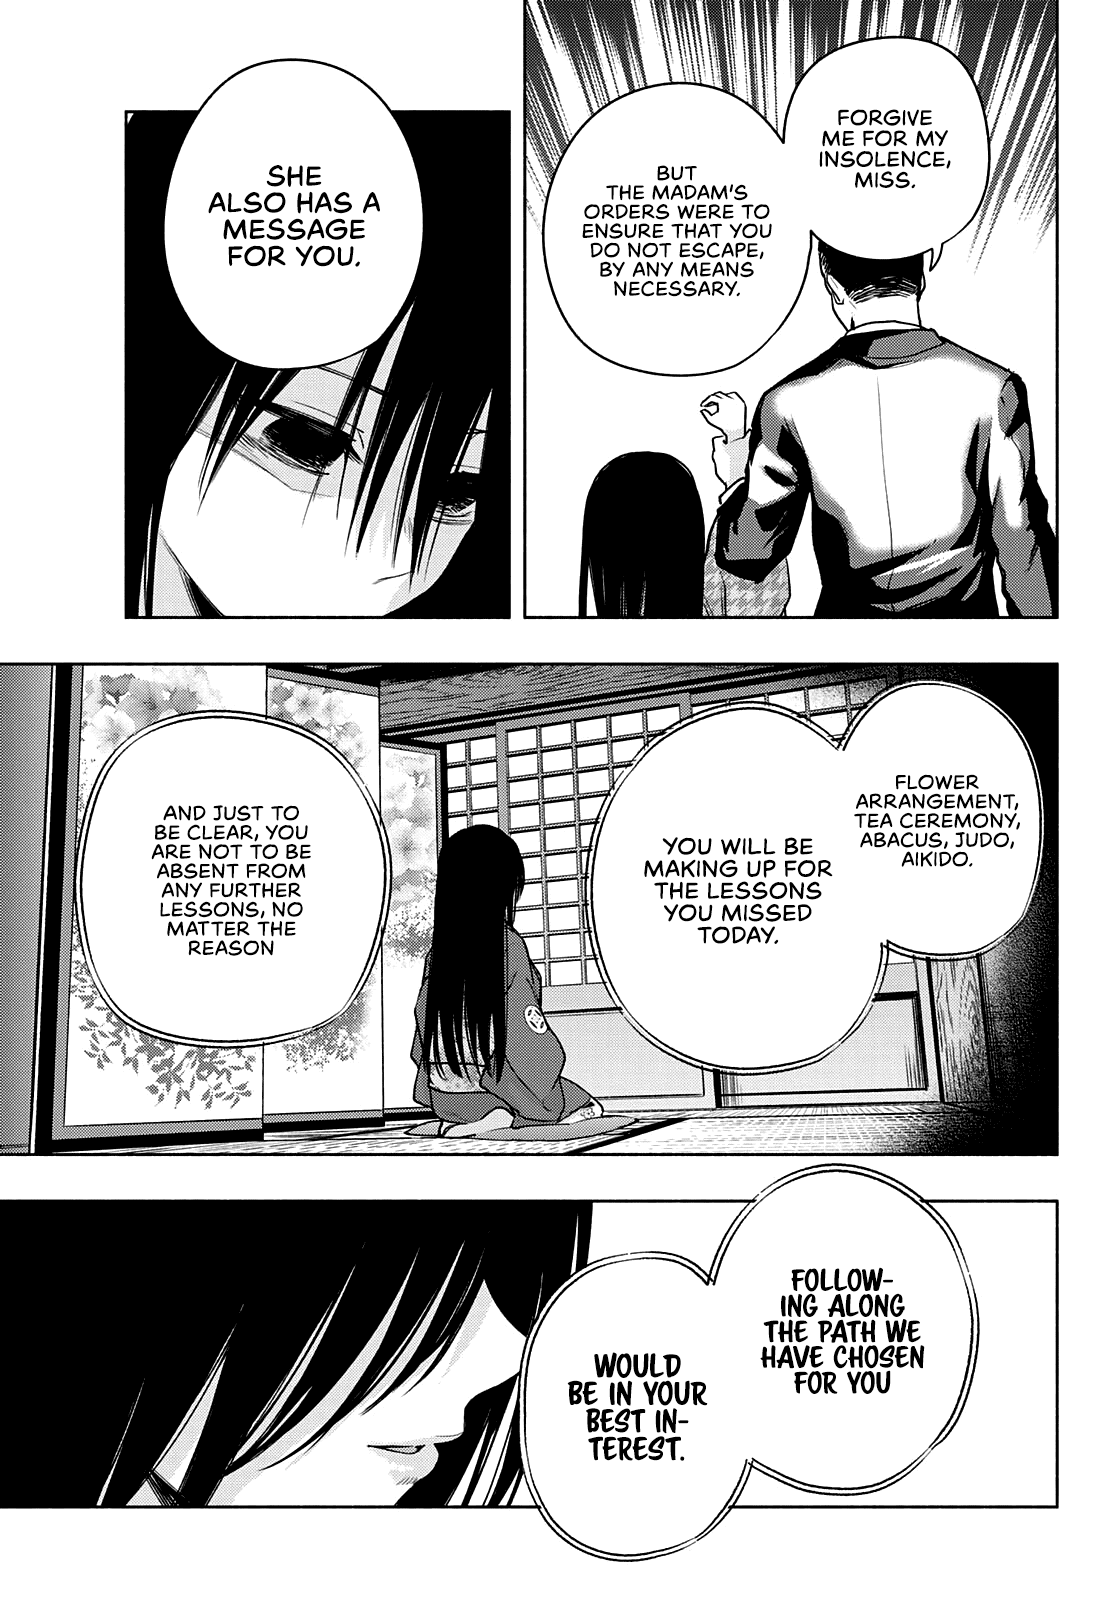 FORGIVE
ME FOR MY
INSOLENCE,
MISS.
BUT
THE MADAM'S
ORDERS WERE TO
ENSURE THAT YOU
DO NOT ESCAPE,
BY ANY MEANS
NECESSARY.
SHE
ALSO HAS A
MESSAGE
FOR YOU.
FLOWER
ARRANGEMENT,
TEA CEREMONY,
ABACUS, JUDO,
AIKIDO.
YOU WILL BE
MAKING UP FOR
THE LESSONS
YOU MISSED
TODAY.
AND JUST TO
BE CLEAR, YOU
ARE NOT TO BE
ABSENT FROM
ANY FURTHER
LESSONS, NO
MATTER THE
REASON
FOLLOW-
ING ALONG
THE PATH WE
HAVE CHOSEN
FOR YOU
WOULD
BE IN YOUR
BEST IN-
TEREST.